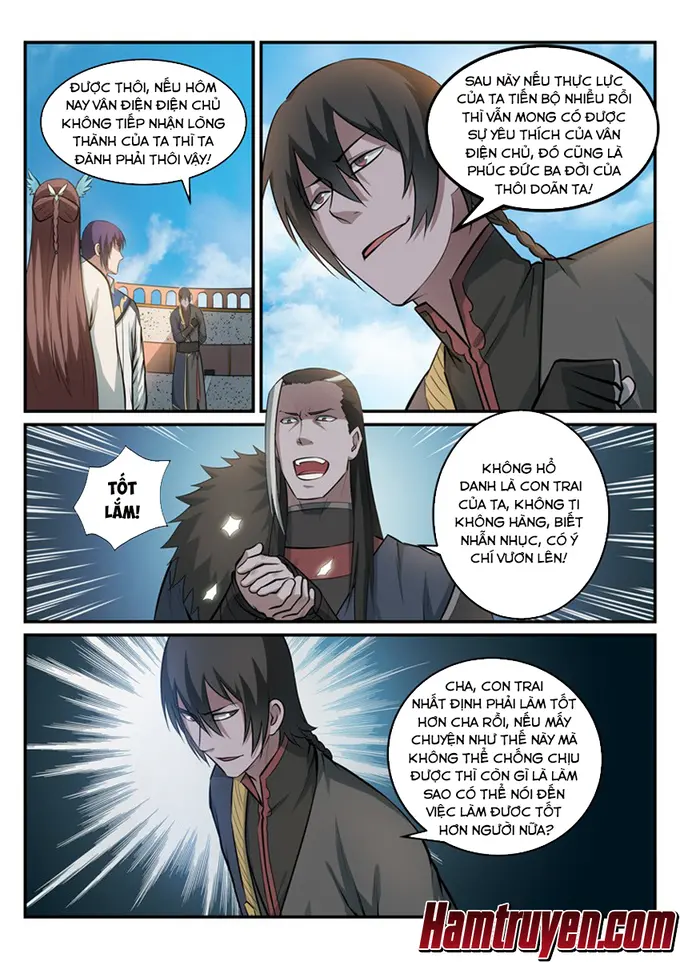 ĐƯỢC THÔI, NẾU HÔM
NAY VÂN ĐIỆN ĐIỆN CHỦ
KHÔNG TIẾP NHẬN LÒNG
THÀNH CỦA TA THÌ TA
ĐÀNH PHẢI THÔI VẬY!
SAU NÀY NẾU THỰC LỰC
CỦA TA TIẾN BỘ NHIỀU RỒI
THÌ VẪN MONG CÓ ĐƯỢC
SỰ YÊU THÍCH CỦA VÂN
ĐIỆN CHỦ, ĐÓ CŨNG LÀ
PHÚC ĐỨC BA ĐỜI CỦA
THÔI DOÃN TA!
TỐT
LẮM!
KHÔNG HỔ
DANH LÀ CON TRAI
CỦA TA, KHÔNG TI
KHÔNG HÀNG, BIẾT
NHẪN NHỤC, CÓ Ý
CHÍ VƯƠN LÊN!
CHA, CON TRAI
NHẤT ĐỊNH PHẢI LÀM TỐT
HƠN CHA RỒI, NẾU MẤY
CHUYỆN NHƯ THẾ NÀY MÀ
KHÔNG THỂ CHỐNG CHỊU
ĐƯỢC THÌ CÒN GÌ LÀ LÀM
SAO CÓ THỂ NÓI ĐẾN
VIỆC LÀM ĐƯỢC TỐT
HƠN NGƯỜI NỮA?
Hamtruyen.com